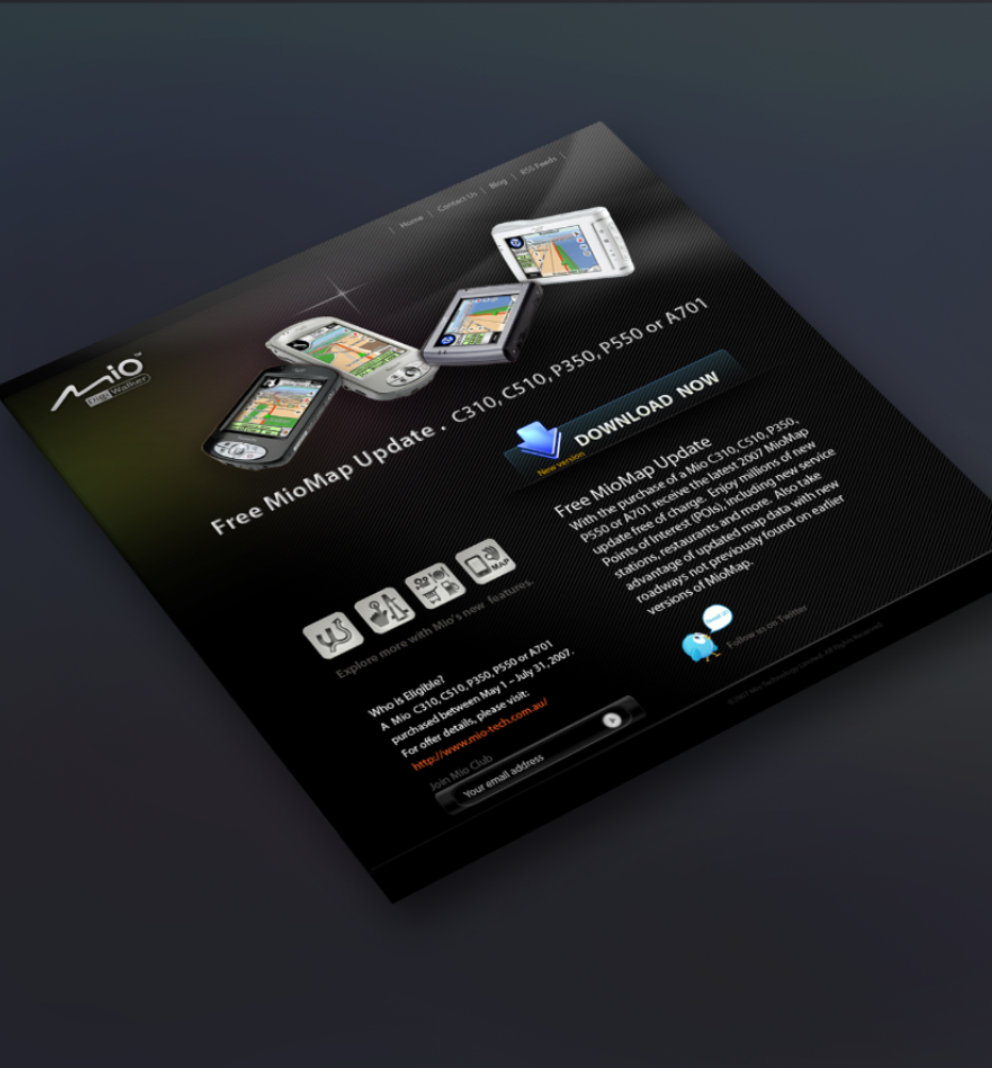 Home | Contact Us | Blog | RSS Feeds
Mio™
Digi Walker
Free MioMap Update . C310, C510, P350, P550 or A701
DOWNLOAD NOW
New version
Free MioMap Update
With the purchase of a Mio C310, C510, P350,
P550 or A701 receive the latest 2007 MioMap
update free of charge. Enjoy millions of new
Points of Interest (POIs), including new service
stations, restaurants and more. Also take
advantage of updated map data with new
roadways not previously found on earlier
versions of MioMap.
MAP
Explore more with Mio's new features.
Who is Eligible?
A Mio C310, C510, P350, P550 or A701
purchased between May 1 – July 31, 2007.
For offer details, please visit:
http://www.mio-tech.com.au/
Join Mio Club
Your email address
Follow us on Twitter
©2007 Mio Technology Limited. All Rights Reserved.